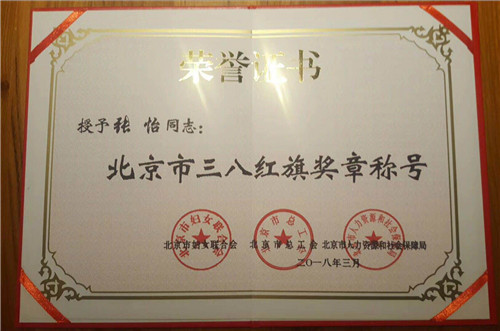 荣誉证书
授予张 怡同志：
北京市三八红旗奖章称号
北京市妇女联合会 北京市总工会 北京市人力资源和社会保障局
二〇一八年三月